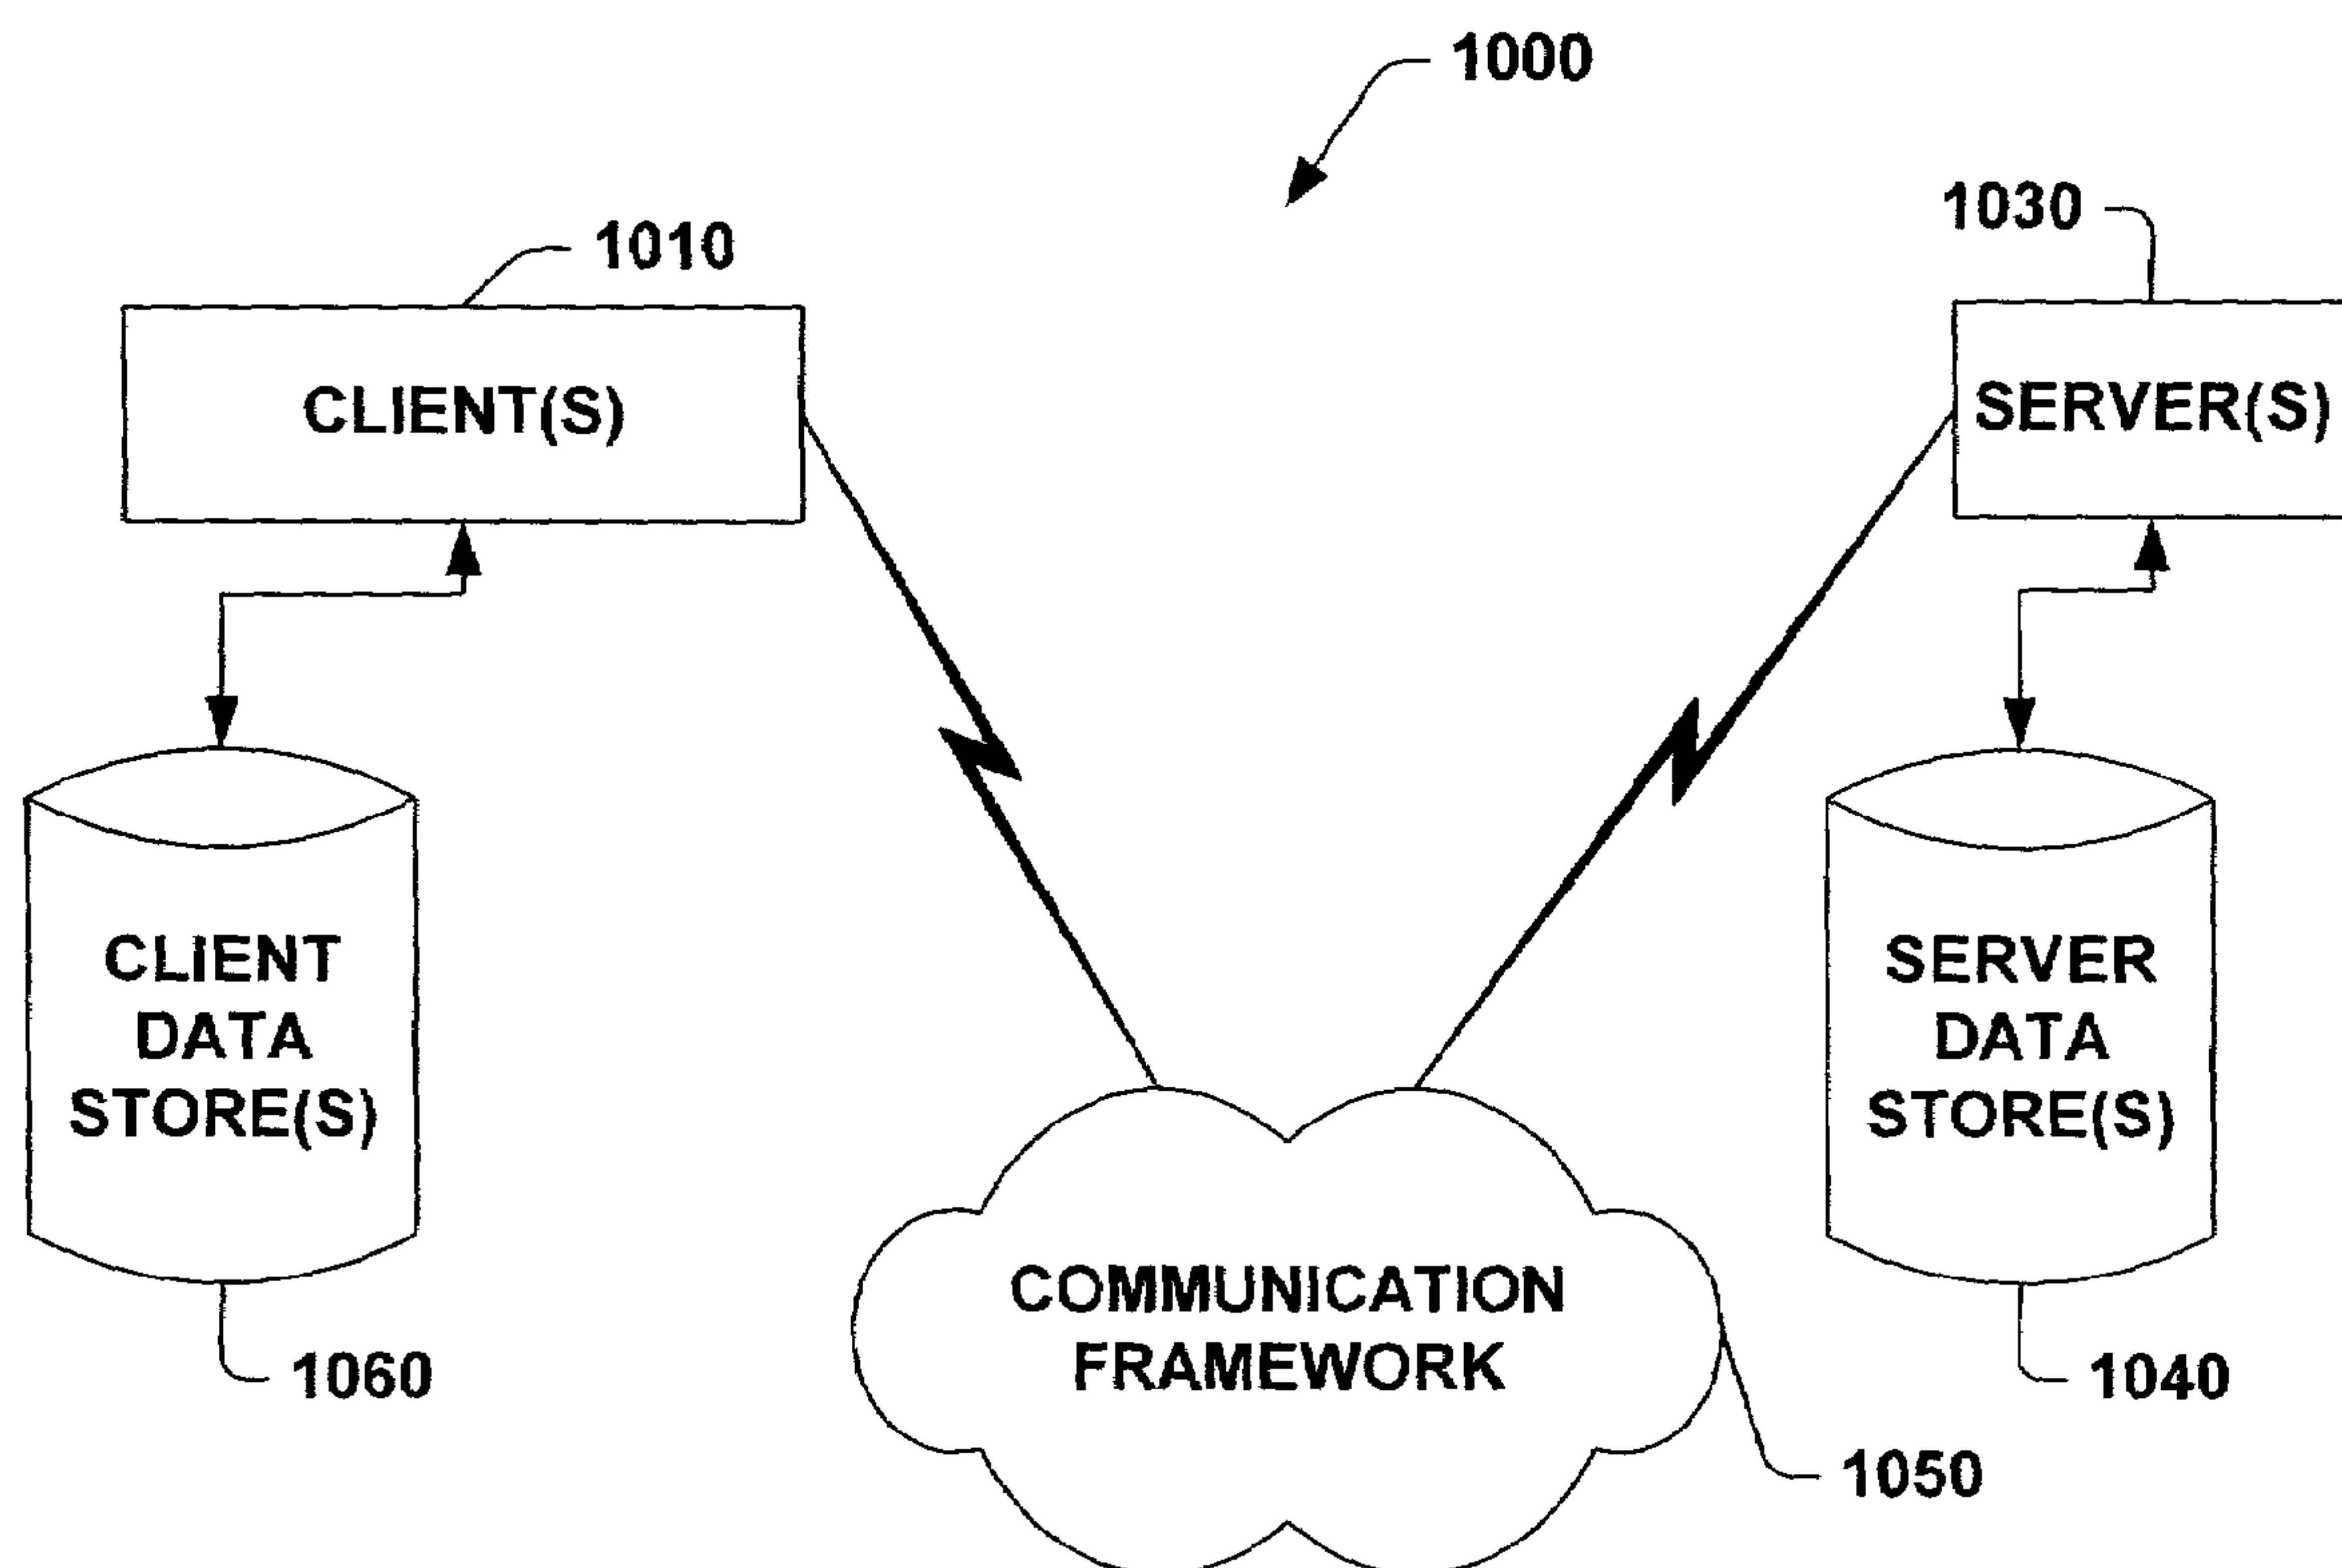 1000
1010
1030
CLIENT(S)
SERVER(S)
CLIENT
DATA
STORE(S)
SERVER
DATA
STORE(S)
COMMUNICATION
FRAMEWORK
1060
1040
1050